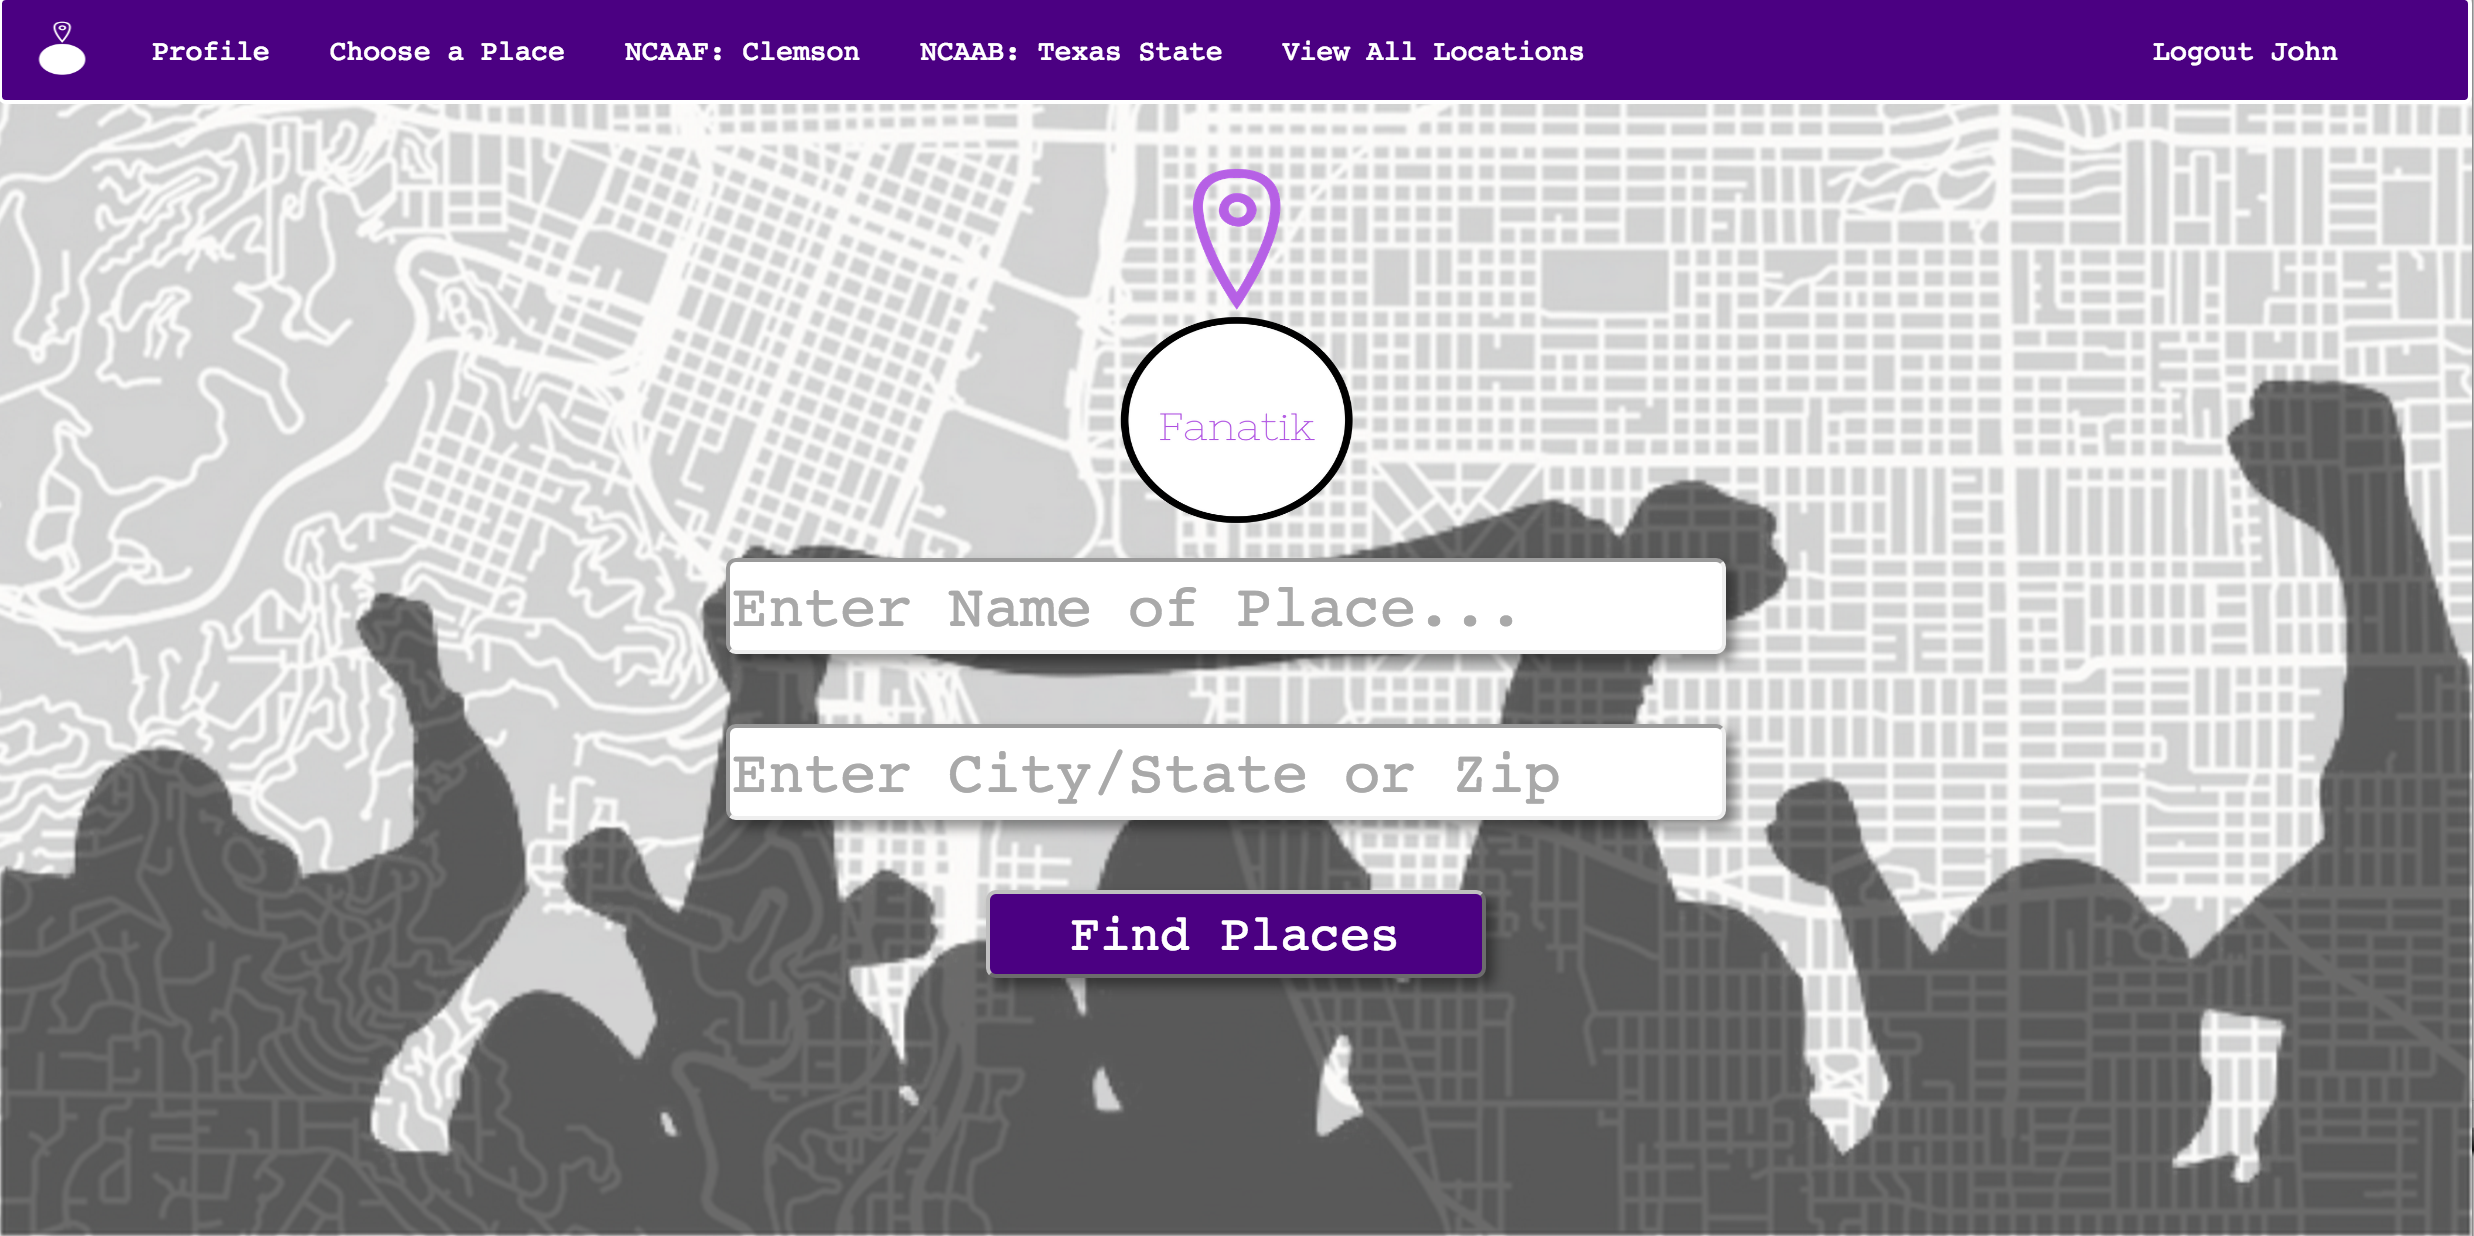 Profile
Choose a Place
NCAAF: Clemson
NCAAB: Texas State
View All Locations
Logout John
Fanatik
Enter Name of Place...
Enter City/State or Zip
Find Places